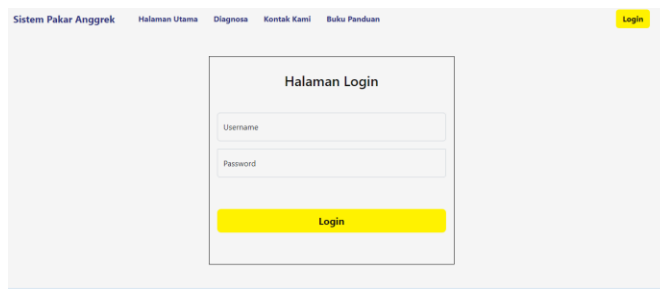 Sistem Pakar Anggrek Halaman Utama Diagnosa Kontak Kami Buku Panduan Login
Halaman Login
Username
Password
Login